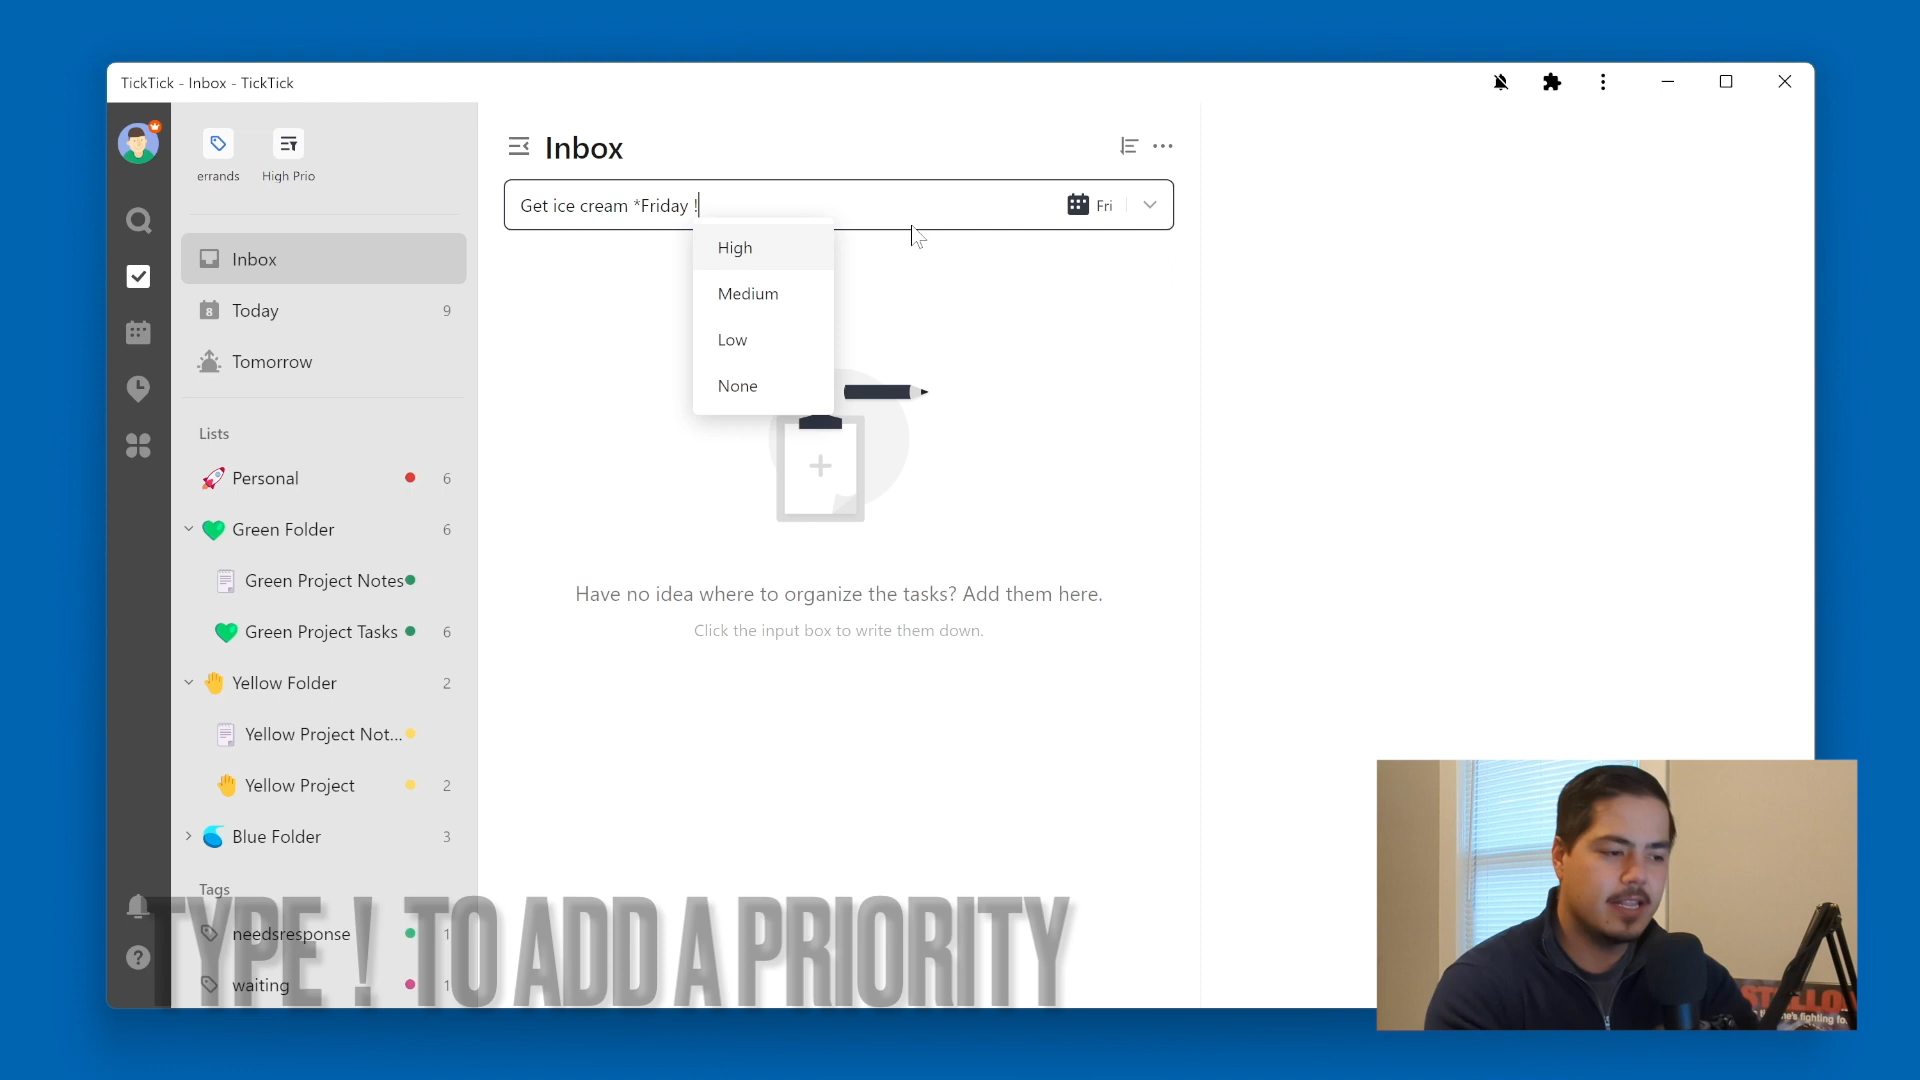 TickTick - Inbox - TickTick
errands
High Prio
Inbox
Today 9
Tomorrow
Lists
Personal 6
Green Folder 6
Green Project Notes
Green Project Tasks 6
Yellow Folder 2
Yellow Project Not...
Yellow Project 2
Blue Folder 3
Tags
needsresponse 1
waiting 1
Inbox
Get ice cream *Friday !
Fri
High
Medium
Low
None
Have no idea where to organize the tasks? Add them here.
Click the input box to write them down.
TYPE ! TO ADD A PRIORITY
8
?